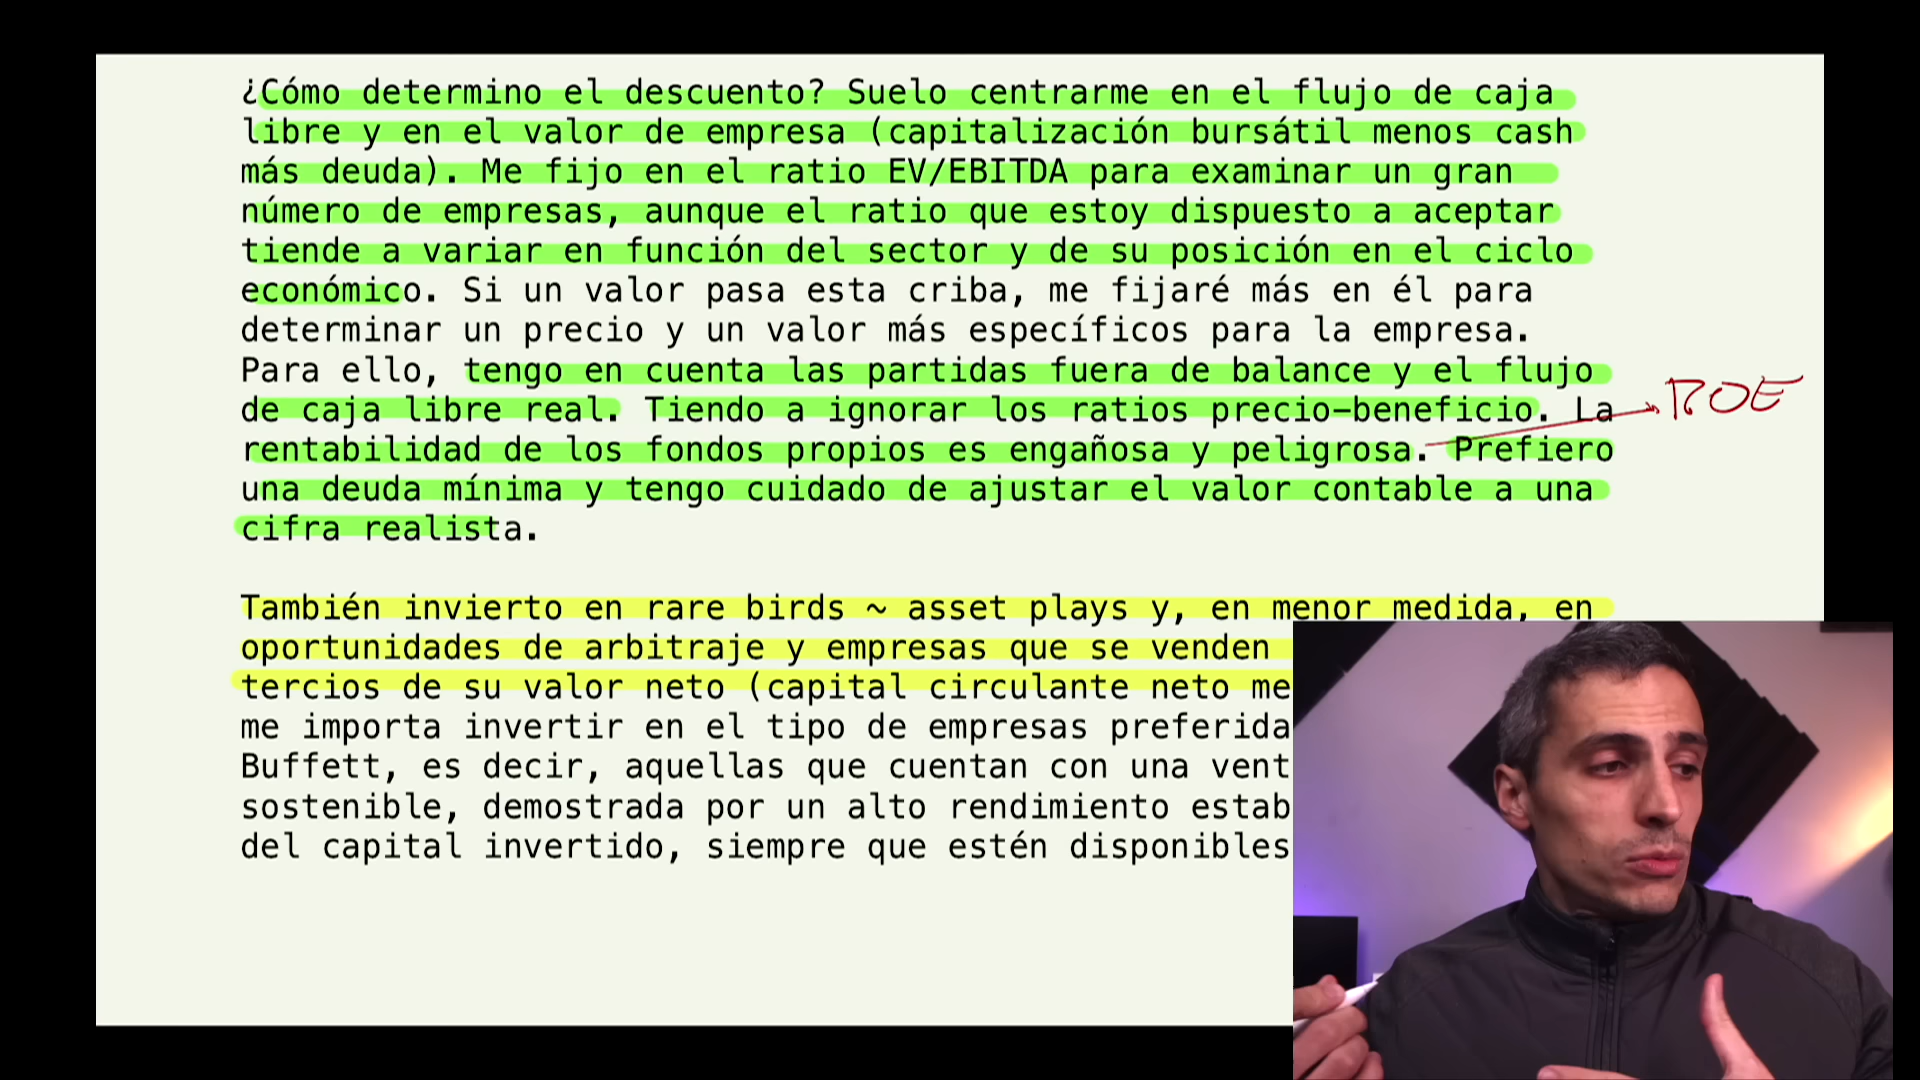 ¿Cómo determino el descuento? Suelo centrarme en el flujo de caja
libre y en el valor de empresa (capitalización bursátil menos cash
más deuda). Me fijo en el ratio EV/EBITDA para examinar un gran
número de empresas, aunque el ratio que estoy dispuesto a aceptar
tiende a variar en función del sector y de su posición en el ciclo
económico. Si un valor pasa esta criba, me fijaré más en él para
determinar un precio y un valor más específicos para la empresa.
Para ello, tengo en cuenta las partidas fuera de balance y el flujo
de caja libre real. Tiendo a ignorar los ratios precio-beneficio. La
ROE
rentabilidad de los fondos propios es engañosa y peligrosa. Prefiero
una deuda mínima y tengo cuidado de ajustar el valor contable a una
cifra realista.
También invierto en rare birds ~ asset plays y, en menor medida, en
oportunidades de arbitraje y empresas que se venden
tercios de su valor neto (capital circulante neto me
me importa invertir en el tipo de empresas preferida
Buffett, es decir, aquellas que cuentan con una vent
sostenible, demostrada por un alto rendimiento estab
del capital invertido, siempre que estén disponibles